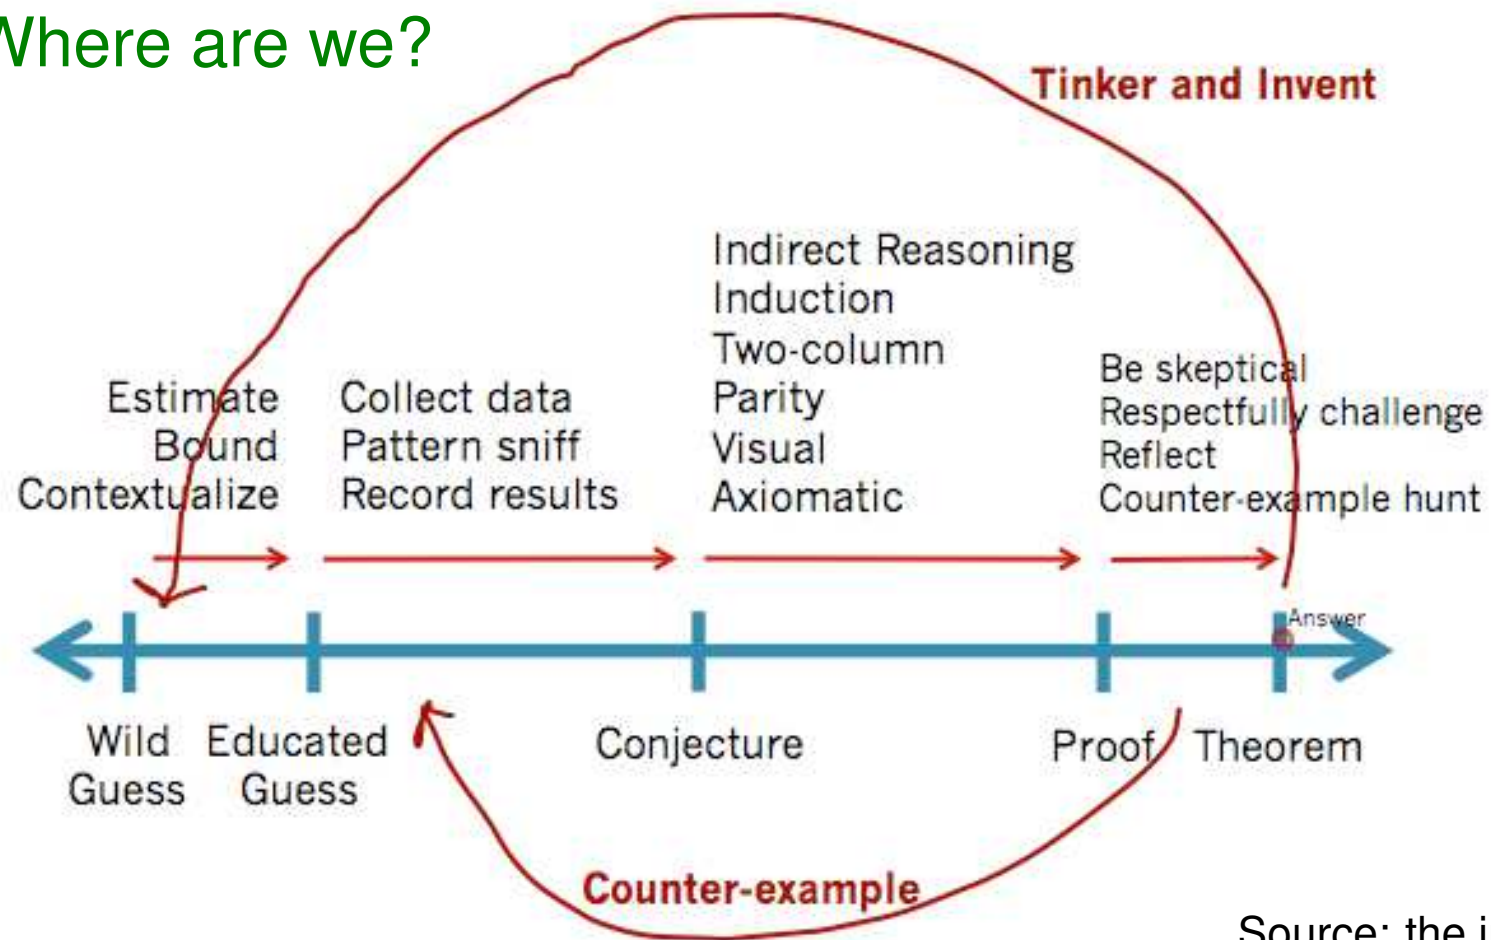 Where are we?
Tinker and Invent
Estimate
Bound
Contextualize
Collect data
Pattern sniff
Record results
Indirect Reasoning
Induction
Two-column
Parity
Visual
Axiomatic
Be skeptical
Respectfully challenge
Reflect
Counter-example hunt
Answer
Wild
Guess
Educated
Guess
Conjecture
Proof
Theorem
Counter-example
Source: the i